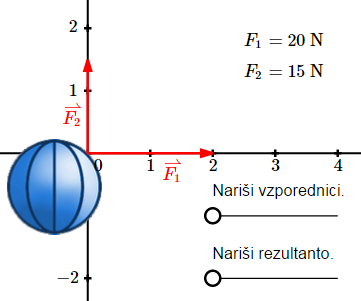 2
F₁ = 20 N
F₂ = 15 N
1
F₂
0 1 2 3 4
F₁
Nariši vzporednici.
Nariši rezultanto.
−2